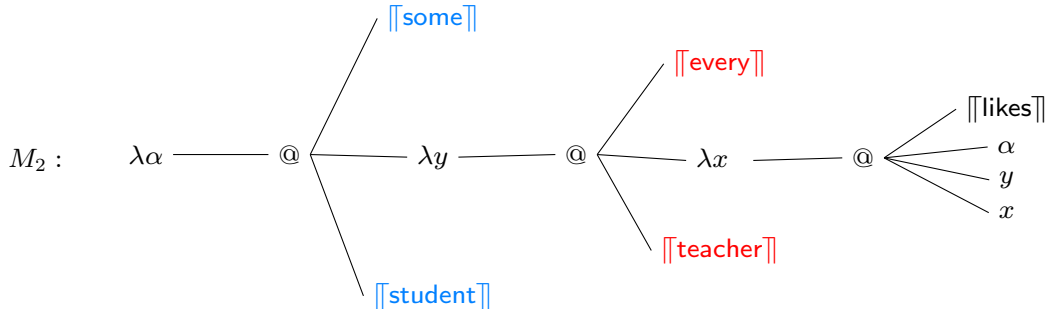 ⟦some⟧
⟦every⟧
⟦likes⟧
M₂ : λα @ λy @ λx @ α
y
x
⟦teacher⟧
⟦student⟧